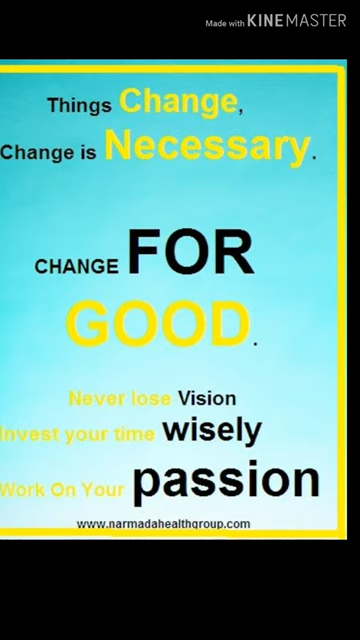 Made with KINEMASTER
Things Change,
Change is Necessary.
CHANGE FOR
GOOD.
Never lose Vision
Invest your time wisely
Work On Your passion
www.narmadahealthgroup.com